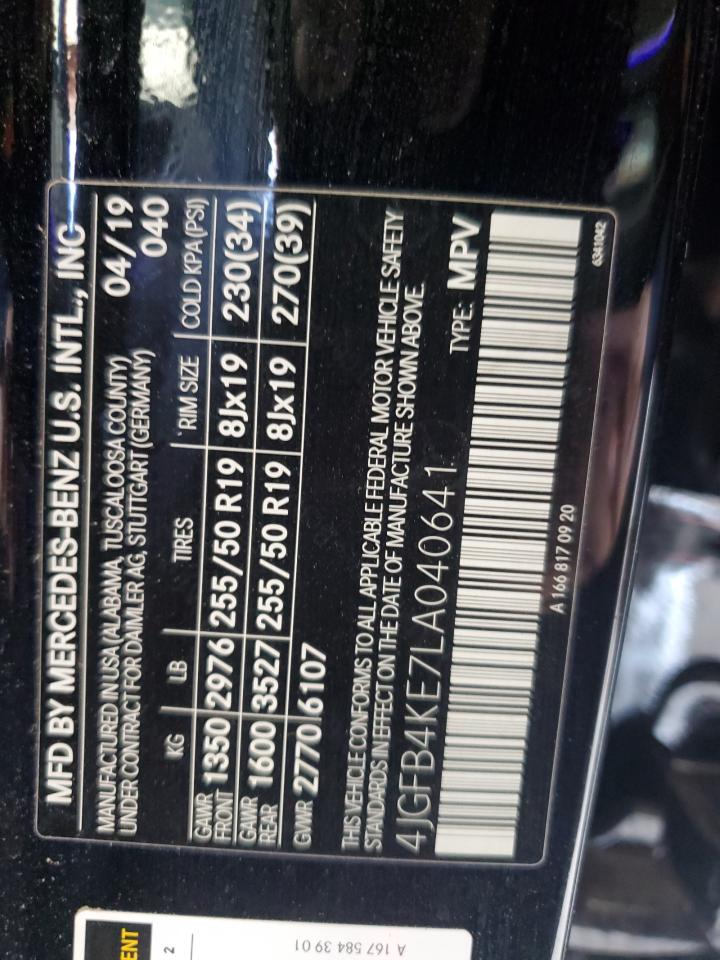 MFD BY MERCEDES-BENZ U.S. INTL., INC
MANUFACTURED IN USA (ALABAMA, TUSCALOOSA COUNTY) 04/19
UNDER CONTRACT FOR DAIMLER AG, STUTTGART (GERMANY) 040
KG LB TIRES RIM SIZE COLD KPA (PSI)
GAWR FRONT 1350 2976 255/50 R19 8Jx19 230(34)
GAWR REAR 1600 3527 255/50 R19 8Jx19 270(39)
GVWR 2770 6107
THIS VEHICLE CONFORMS TO ALL APPLICABLE FEDERAL MOTOR VEHICLE SAFETY
STANDARDS IN EFFECT ON THE DATE OF MANUFACTURE SHOWN ABOVE.
4JGFB4KE7LA040641 TYPE: MPV
A 166 817 09 20
6341042
ENT
2
A 167 584 39 01